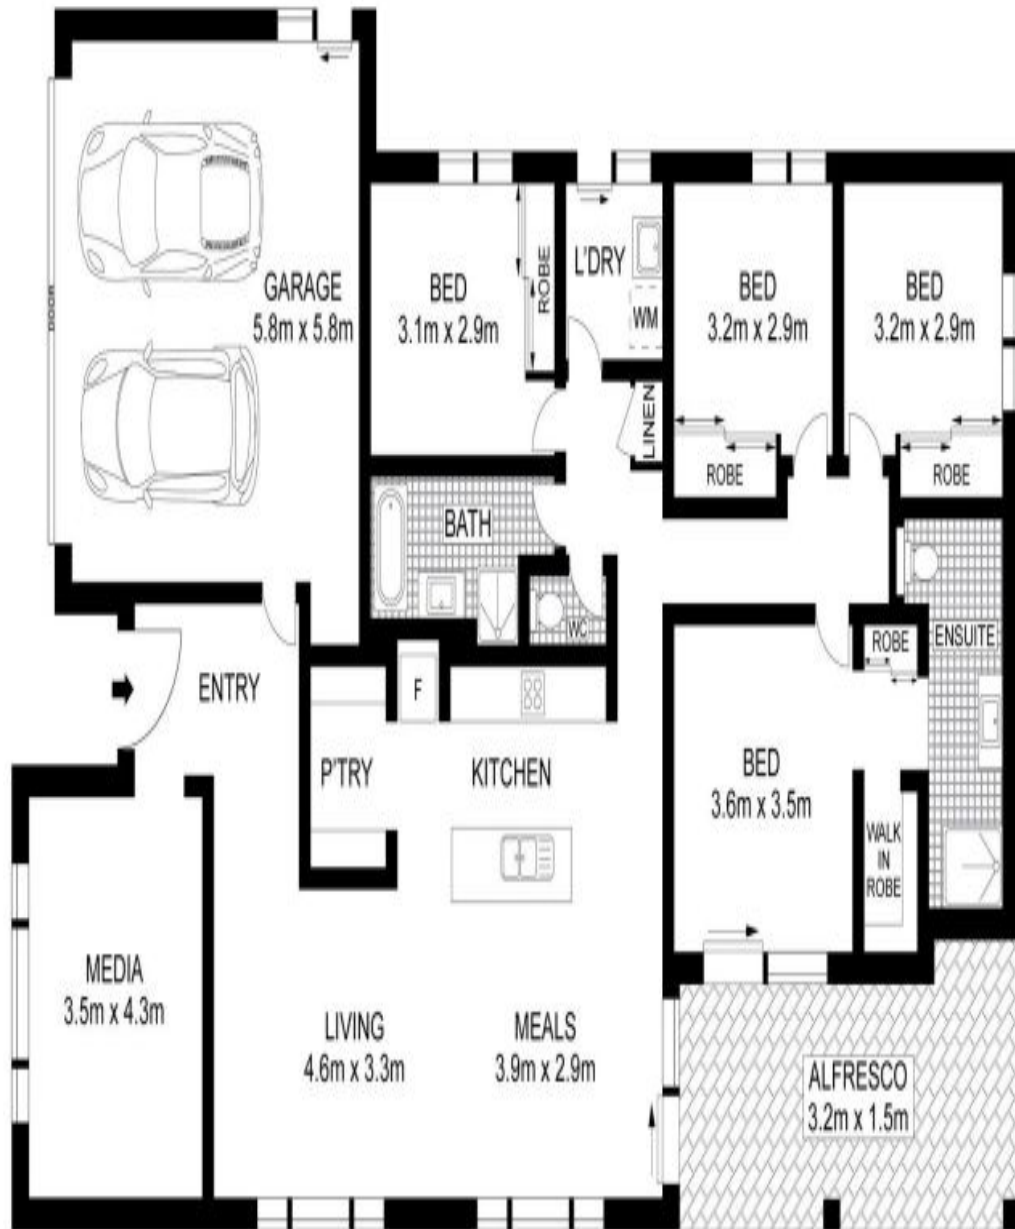 DOOR
GARAGE
5.8m x 5.8m
BED
3.1m x 2.9m
ROBE
L'DRY
WM
LINEN
BED
3.2m x 2.9m
ROBE
BED
3.2m x 2.9m
ROBE
BATH
WC
ENTRY
F
P'TRY
KITCHEN
BED
3.6m x 3.5m
ROBE
ENSUITE
WALK
IN
ROBE
MEDIA
3.5m x 4.3m
LIVING
4.6m x 3.3m
MEALS
3.9m x 2.9m
ALFRESCO
3.2m x 1.5m